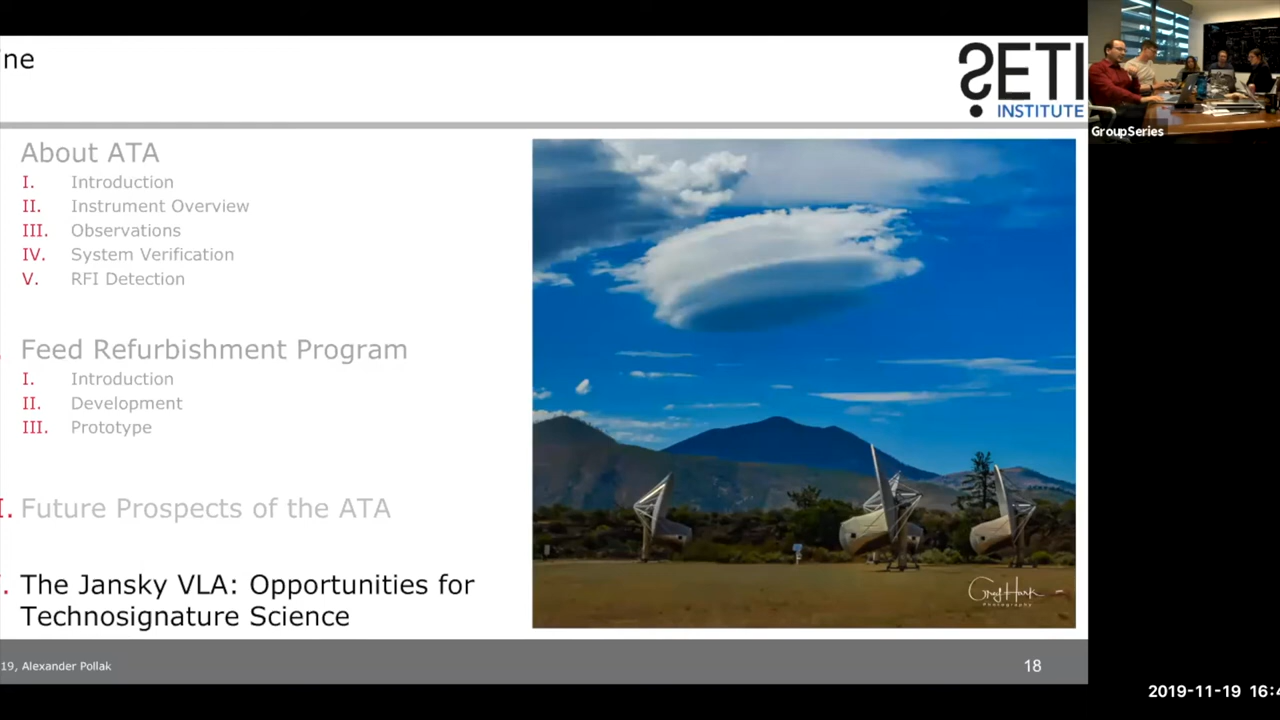 ne
SETI
INSTITUTE
GroupSeries
About ATA
I. Introduction
II. Instrument Overview
III. Observations
IV. System Verification
V. RFI Detection
Feed Refurbishment Program
I. Introduction
II. Development
III. Prototype
I. Future Prospects of the ATA
. The Jansky VLA: Opportunities for
Technosignature Science
Photography
19, Alexander Pollak
18
2019-11-19 16:4